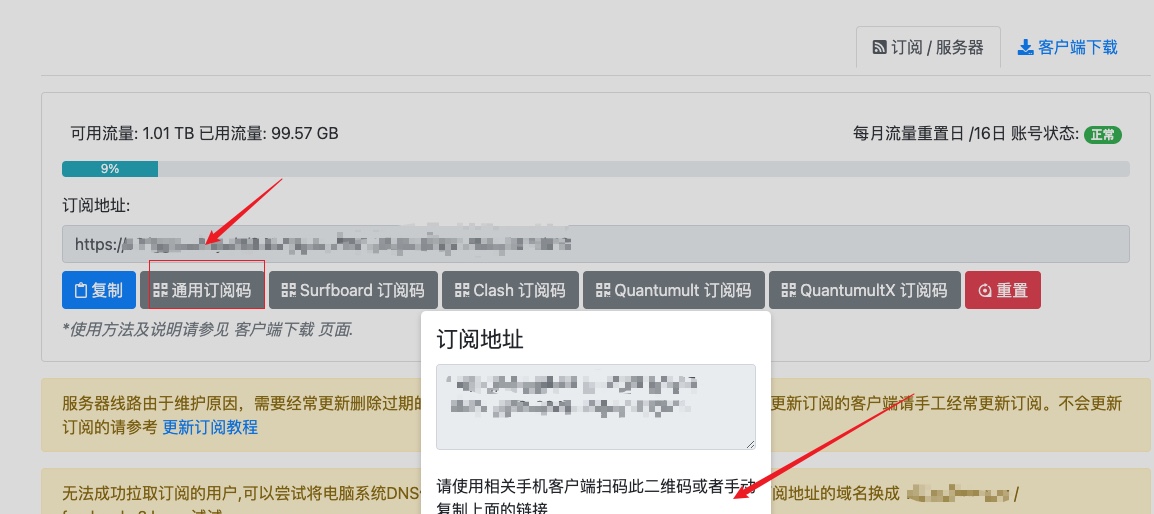 订阅 / 服务器
客户端下载
可用流量: 1.01 TB 已用流量: 99.57 GB
每月流量重置日 /16日 账号状态: 正常
9%
订阅地址:
https://
复制
通用订阅码
Surfboard 订阅码
Clash 订阅码
Quantumult 订阅码
QuantumultX 订阅码
重置
*使用方法及说明请参见 客户端下载 页面.
订阅地址
服务器线路由于维护原因，需要经常更新删除过期的
更新订阅的客户端请手工经常更新订阅。不会更新
订阅的请参考 更新订阅教程
请使用相关手机客户端扫码此二维码或者手动
复制上面的链接
无法成功拉取订阅的用户,可以尝试将电脑系统DNS
阅地址的域名换成
/